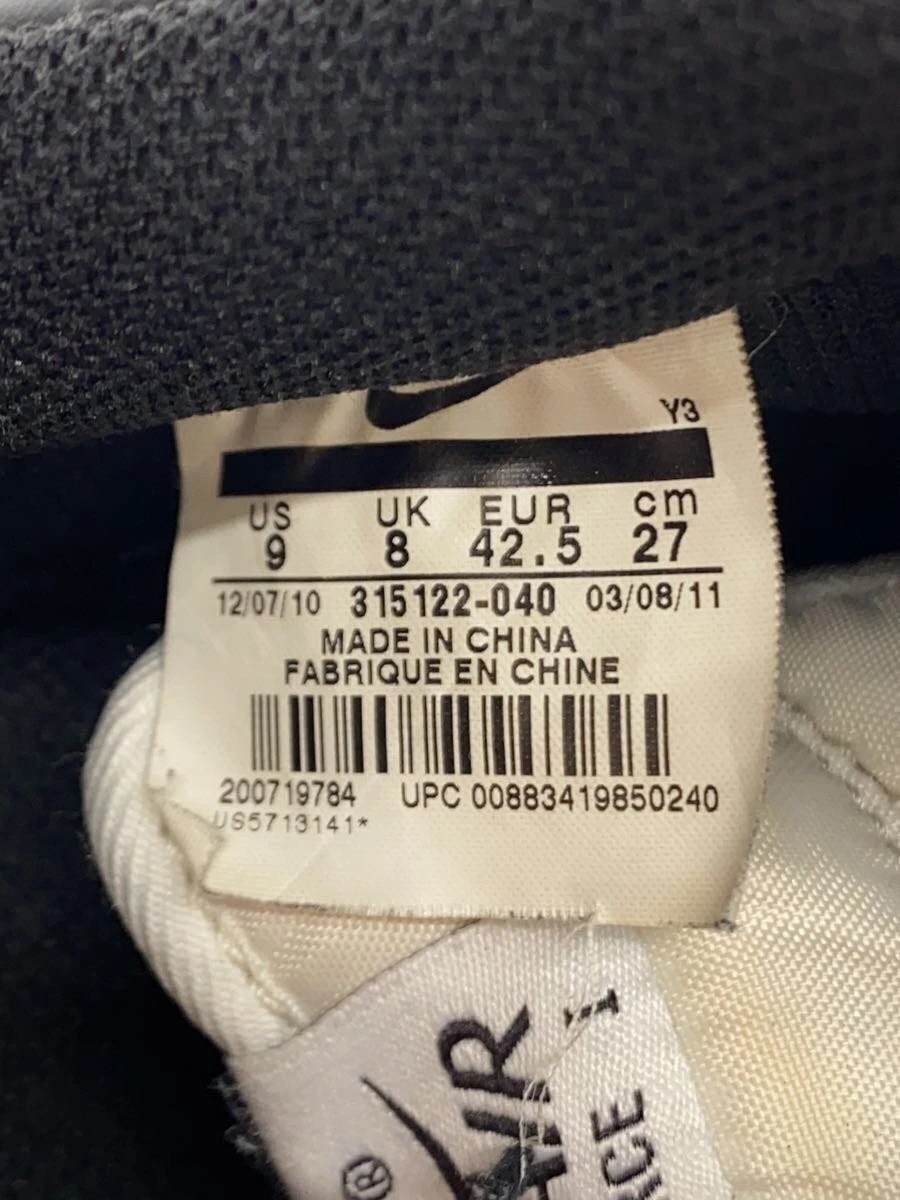 Y3
US UK EUR cm
9 8 42.5 27
12/07/10 315122-040 03/08/11
MADE IN CHINA
FABRIQUE EN CHINE
200719784 UPC 00883419850240
US5713141*
AIR
®